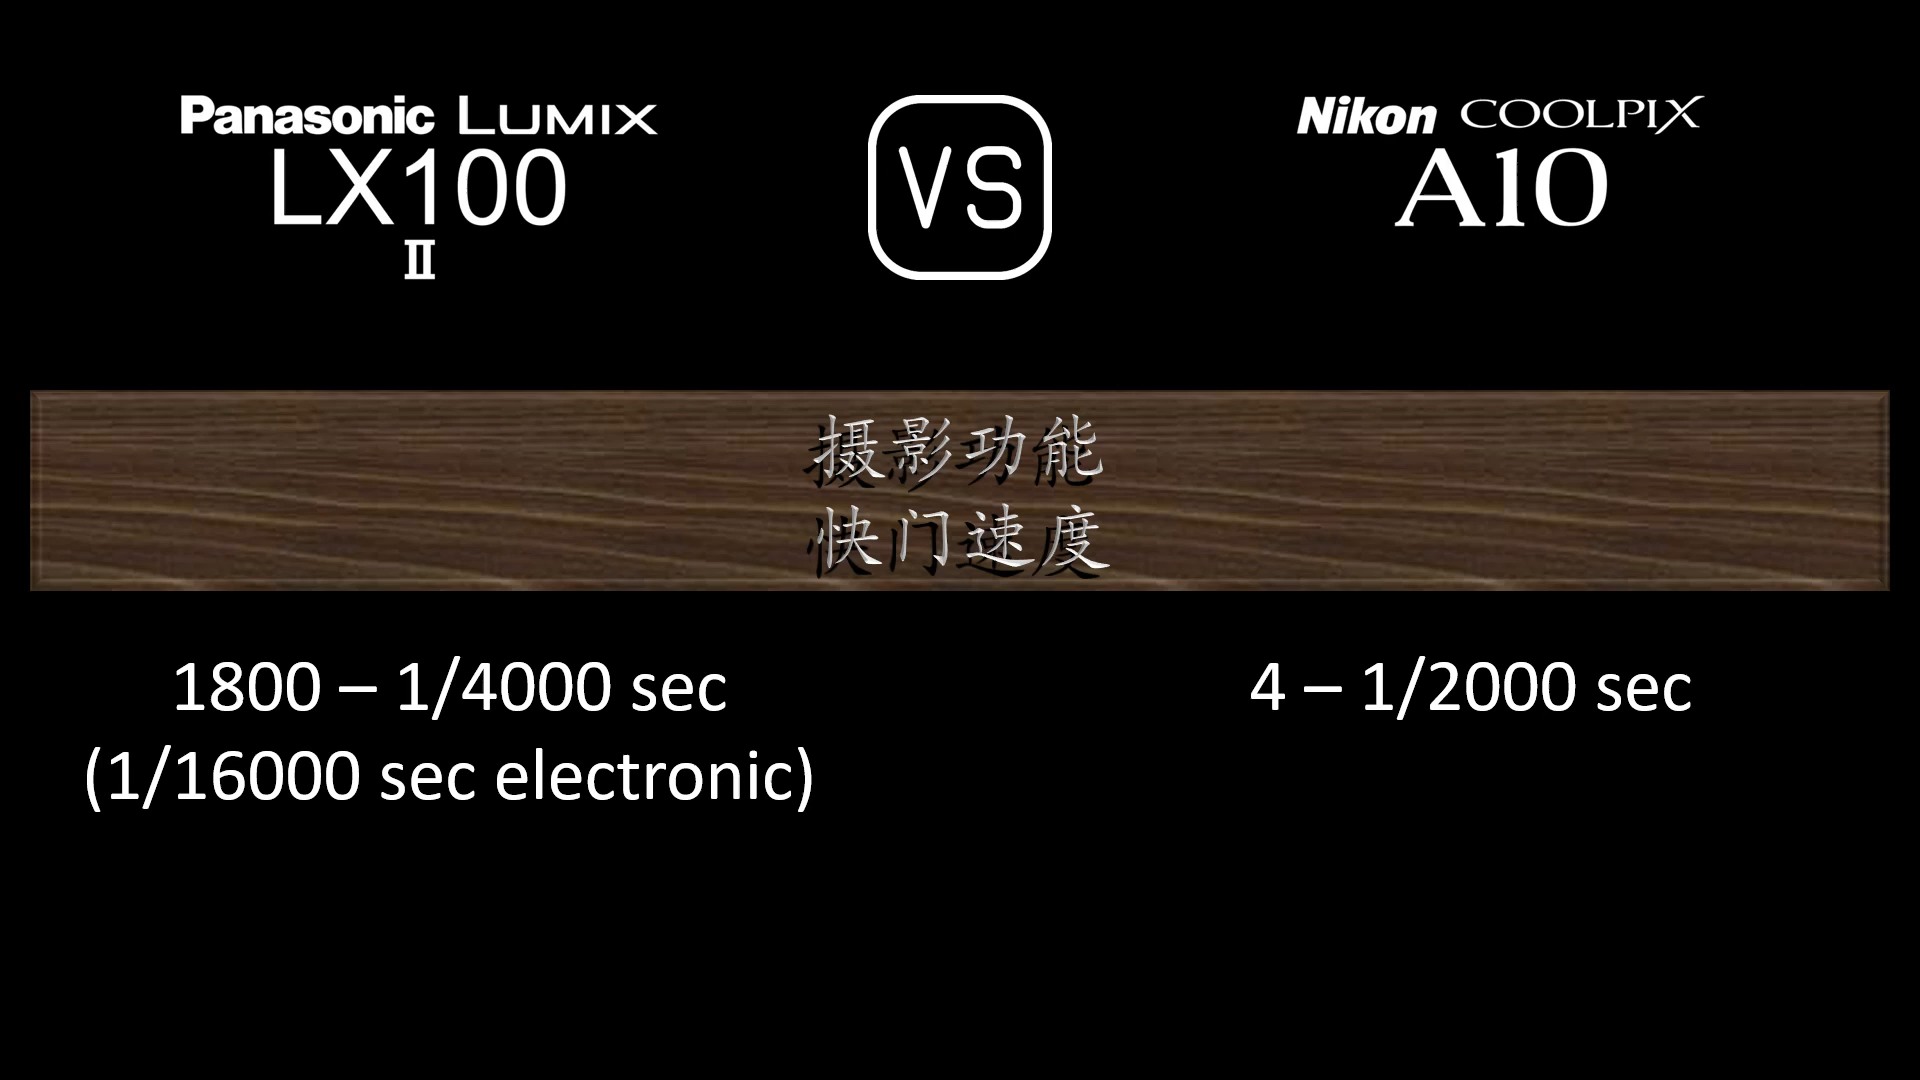 Panasonic LUMIX
LX100
II
VS
Nikon COOLPIX
A10
摄影功能
快门速度
1800 – 1/4000 sec
(1/16000 sec electronic)
4 – 1/2000 sec